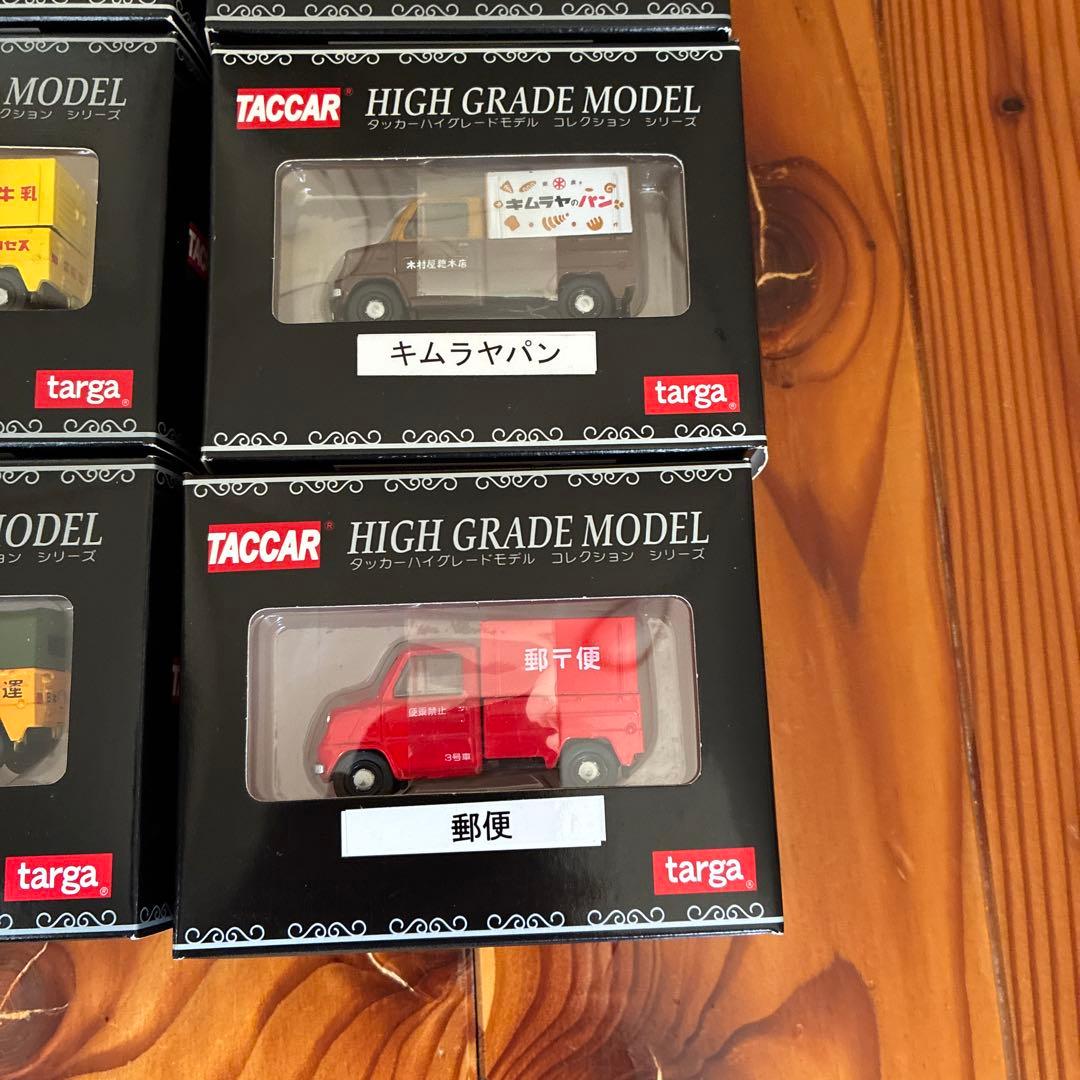 MODEL
クション シリーズ
牛乳
セス
targa
TACCAR® HIGH GRADE MODEL
タッカーハイグレードモデル コレクション シリーズ
キムラヤのパン
木村屋總本店
キムラヤパン
targa®
MODEL
ョン シリーズ
運
targa®
TACCAR® HIGH GRADE MODEL
タッカーハイグレードモデル コレクション シリーズ
郵〒便
便乗禁止
3号車
郵便
targa®